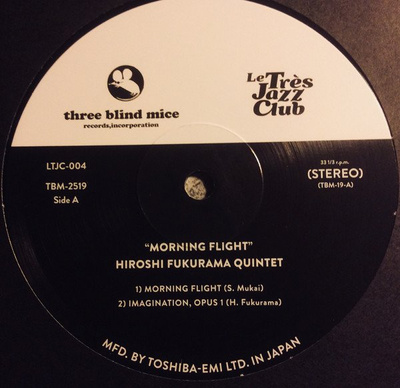 three blind mice
records,incorporation
Le Très
Jazz
Club
LTJC-004
TBM-2519
Side A
33 1/3 r.p.m.
(STEREO)
(TBM-19-A)
“MORNING FLIGHT”
HIROSHI FUKURAMA QUINTET
1) MORNING FLIGHT (S. Mukai)
2) IMAGINATION, OPUS 1 (H. Fukurama)
MFD. BY TOSHIBA-EMI LTD. IN JAPAN